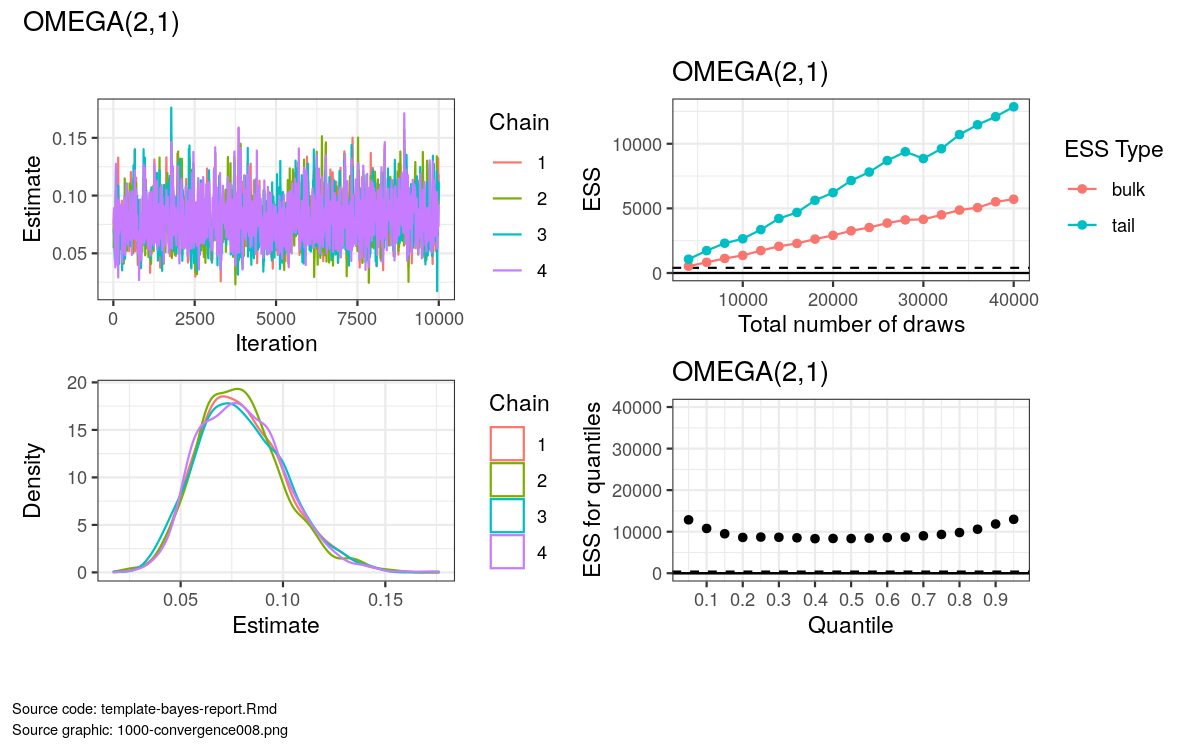 OMEGA(2,1)
Estimate
0.15
0.10
0.05
0
2500
5000
7500
10000
Iteration
Chain
1
2
3
4
OMEGA(2,1)
ESS
10000
5000
0
10000
20000
30000
40000
Total number of draws
ESS Type
bulk
tail
Density
20
15
10
5
0
0.05
0.10
0.15
Estimate
Chain
1
2
3
4
OMEGA(2,1)
ESS for quantiles
40000
30000
20000
10000
0
0.1
0.2
0.3
0.4
0.5
0.6
0.7
0.8
0.9
Quantile
Source code: template-bayes-report.Rmd
Source graphic: 1000-convergence008.png